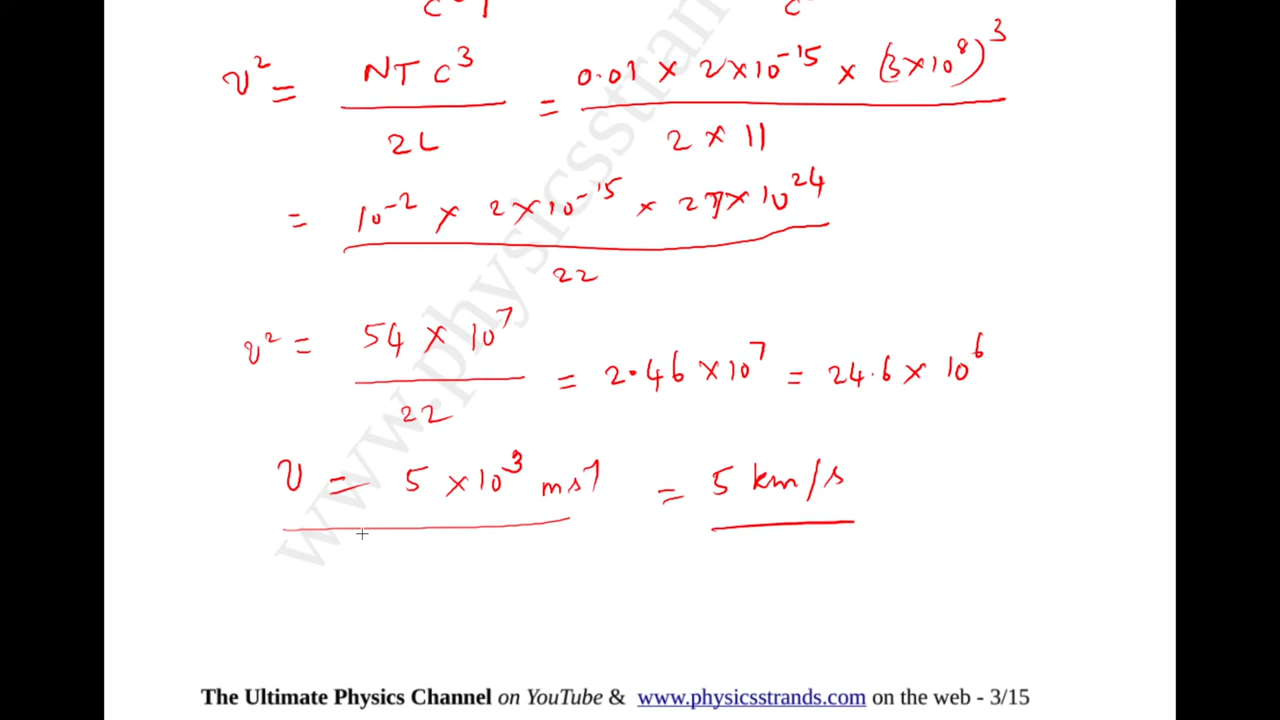 v² = NTC³ / 2L = 0.01 × 2×10⁻¹⁵ × (3×10⁸)³ / 2 × 11
= 10⁻² × 2×10⁻¹⁵ × 27×10²⁴ / 22
v² = 54 × 10⁷ / 22 = 2.46 ×10⁷ = 24.6 × 10⁶
v = 5 ×10³ ms⁻¹ = 5 km/s
The Ultimate Physics Channel on YouTube & www.physicsstrands.com on the web - 3/15
www.physicsstran